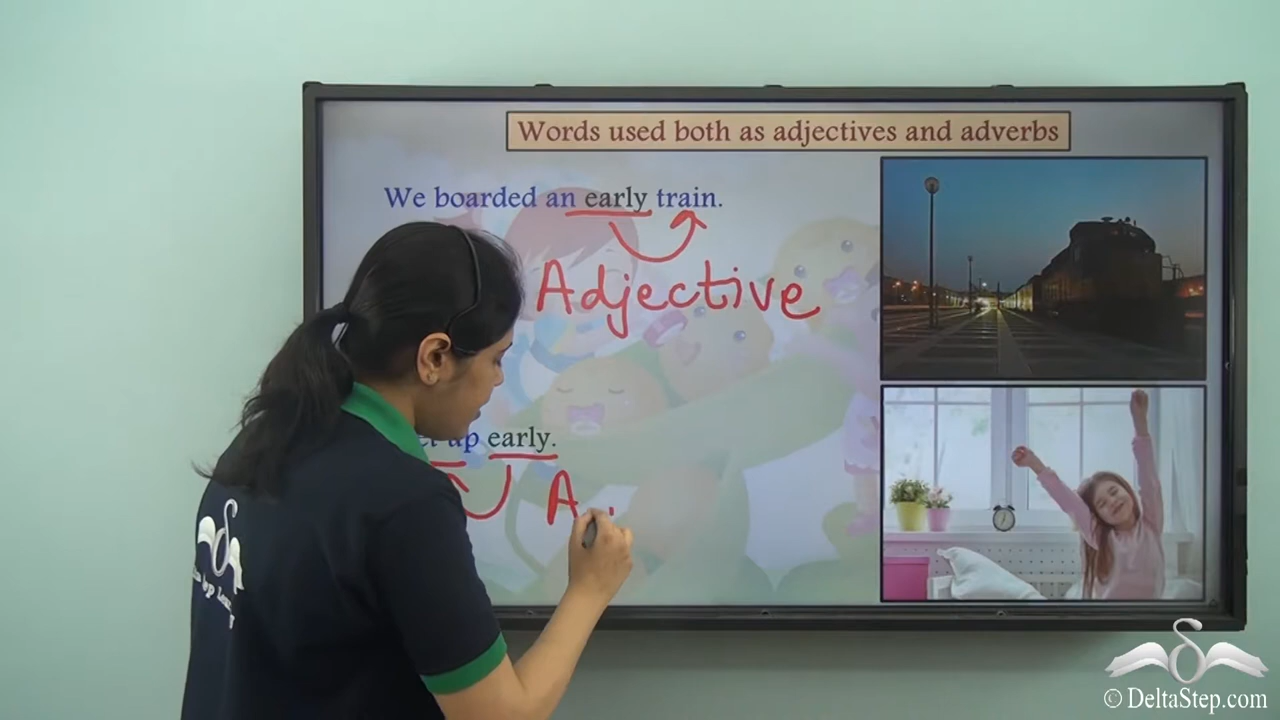 Words used both as adjectives and adverbs
We boarded an early train.
Adjective
up early.
A
© DeltaStep.com